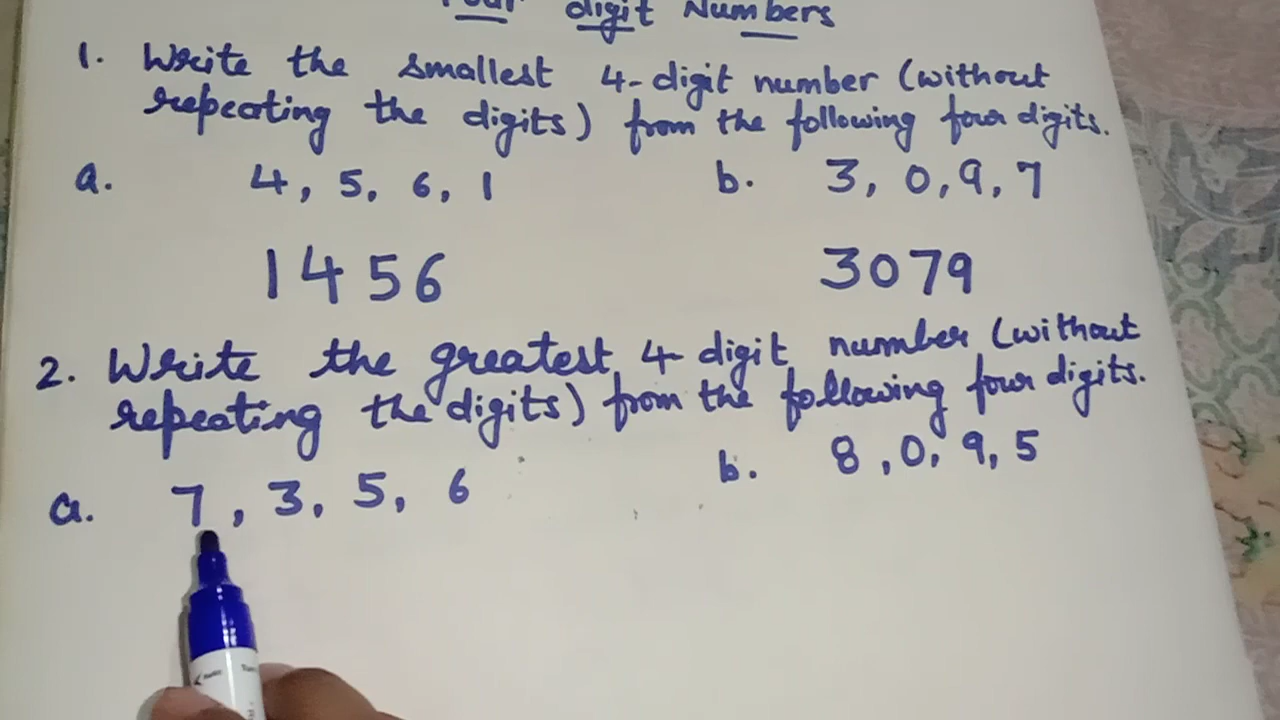 Four digit Numbers
1. Write the smallest 4-digit number (without
repeating the digits) from the following four digits.
a. 4, 5, 6, 1 b. 3, 0, 9, 7
1456 3079
2. Write the greatest 4-digit number (without
repeating the digits) from the following four digits.
a. 7, 3, 5, 6 b. 8, 0, 9, 5